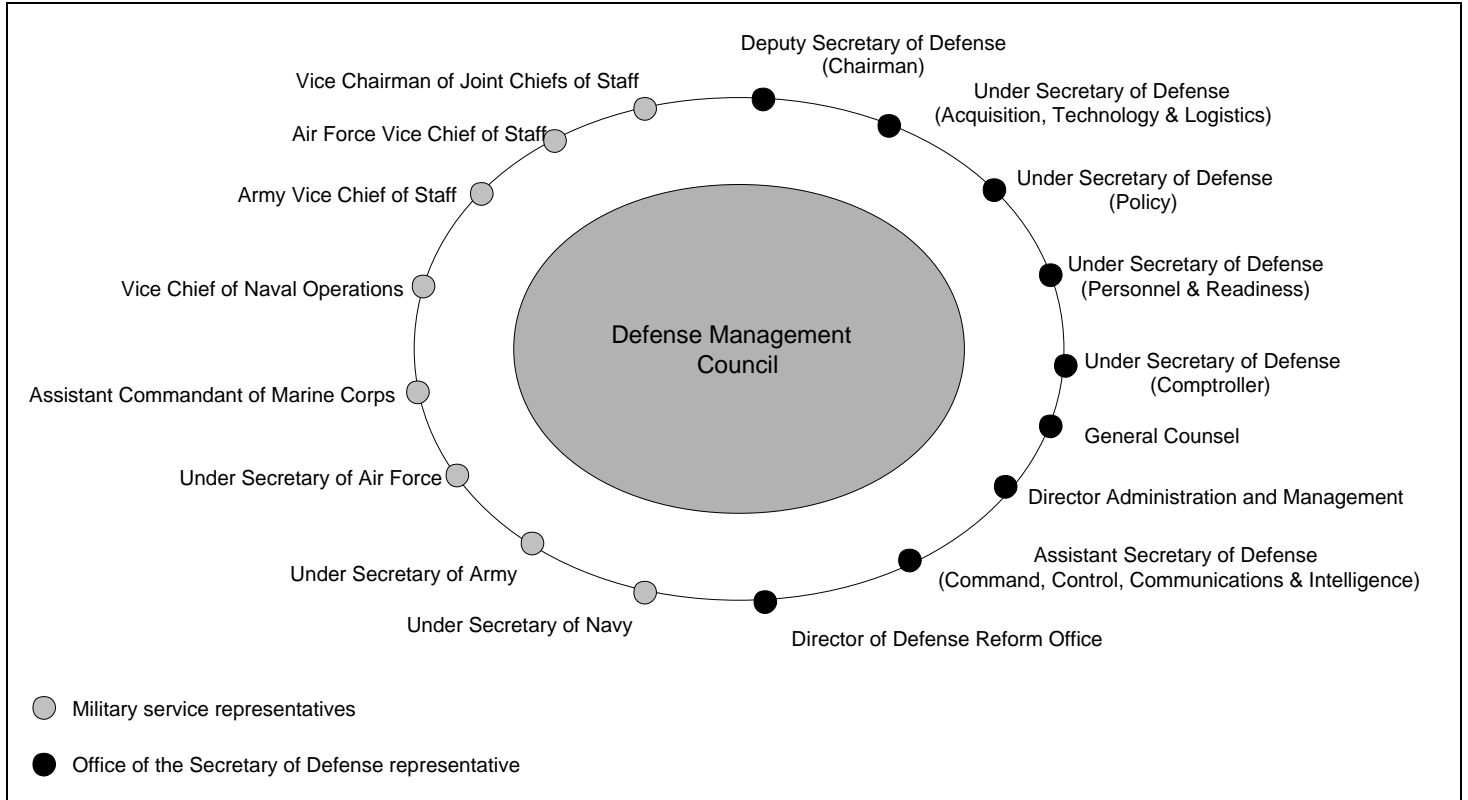 Deputy Secretary of Defense
(Chairman)
Vice Chairman of Joint Chiefs of Staff
Under Secretary of Defense
(Acquisition, Technology & Logistics)
Air Force Vice Chief of Staff
Under Secretary of Defense
(Policy)
Army Vice Chief of Staff
Under Secretary of Defense
(Personnel & Readiness)
Vice Chief of Naval Operations
Defense Management
Council
Under Secretary of Defense
(Comptroller)
Assistant Commandant of Marine Corps
General Counsel
Under Secretary of Air Force
Director Administration and Management
Assistant Secretary of Defense
(Command, Control, Communications & Intelligence)
Under Secretary of Army
Under Secretary of Navy
Director of Defense Reform Office
Military service representatives
Office of the Secretary of Defense representative